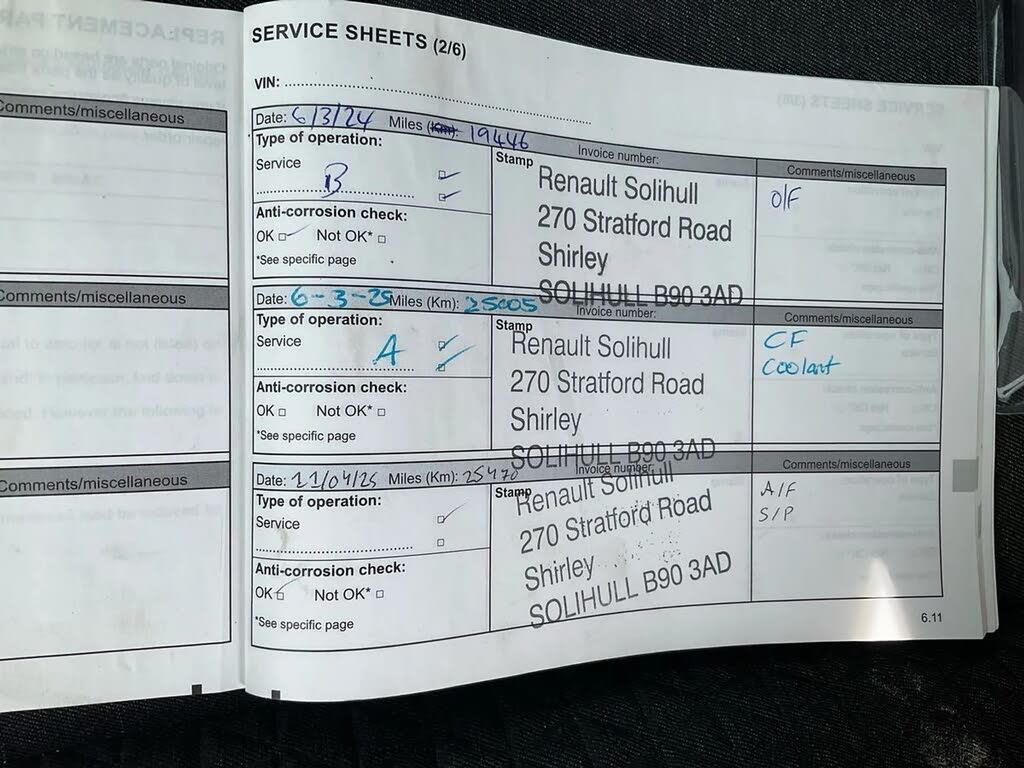 SERVICE SHEETS (2/6)
VIN:
Comments/miscellaneous
Date: 6/3/24 Miles (Km): 19446 Invoice number:
Type of operation:
Service
B
Anti-corrosion check:
OK Not OK*
*See specific page
Stamp
Renault Solihull
270 Stratford Road
Shirley
SOLIHULL B90 3AD
Comments/miscellaneous
O/F
Comments/miscellaneous
Date: 6-3-25 Miles (Km): 25005 Invoice number:
Type of operation:
Service
A
Anti-corrosion check:
OK Not OK*
*See specific page
Stamp
Renault Solihull
270 Stratford Road
Shirley
SOLIHULL B90 3AD
Comments/miscellaneous
CF
Coolant
Comments/miscellaneous
Date: 11/04/25 Miles (Km): 25470 Invoice number:
Type of operation:
Service
Anti-corrosion check:
OK Not OK*
*See specific page
Stamp
Renault Solihull
270 Stratford Road
Shirley
SOLIHULL B90 3AD
Comments/miscellaneous
A/F
S/P
6.11